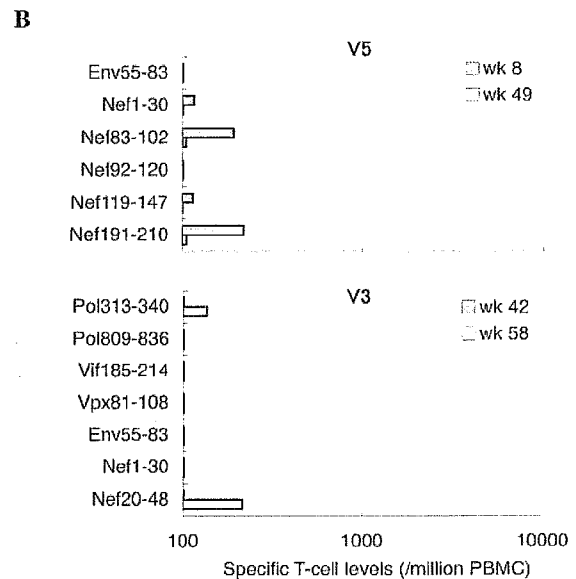 B
V5
Env55-83
Nef1-30
Nef83-102
Nef92-120
Nef119-147
Nef191-210
wk 8
wk 49
V3
Pol313-340
Pol809-836
Vif185-214
Vpx81-108
Env55-83
Nef1-30
Nef20-48
wk 42
wk 58
100
1000
10000
Specific T-cell levels (/million PBMC)